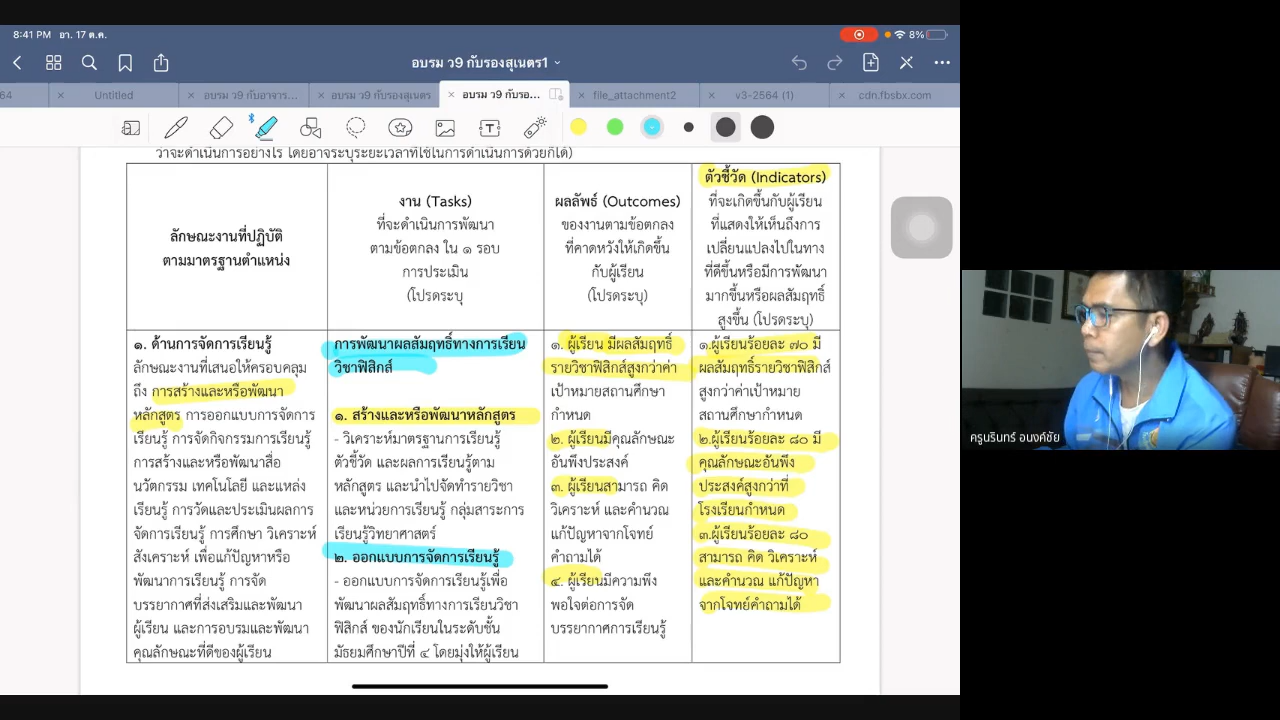 8:41 PM อา. 17 ต.ค.
8%
อบรม ว9 กับรองสุเนตร1
64
Untitled
อบรม ว9 กับอาจาร...
อบรม ว9 กับรองสุเนตร
อบรม ว9 กับรอ...
file_attachment2
v3-2564 (1)
cdn.fbsbx.com
ว่าจะดำเนินการอย่างไร โดยอาจระบุระยะเวลาที่ใช้ในการดำเนินการด้วยก็ได้)
ลักษณะงานที่ปฏิบัติ
ตามมาตรฐานตำแหน่ง
งาน (Tasks)
ที่จะดำเนินการพัฒนา
ตามข้อตกลง ใน ๑ รอบ
การประเมิน
(โปรดระบุ
ผลลัพธ์ (Outcomes)
ของงานตามข้อตกลง
ที่คาดหวังให้เกิดขึ้น
กับผู้เรียน
(โปรดระบุ)
ตัวชี้วัด (Indicators)
ที่จะเกิดขึ้นกับผู้เรียน
ที่แสดงให้เห็นถึงการ
เปลี่ยนแปลงไปในทาง
ที่ดีขึ้นหรือมีการพัฒนา
มากขึ้นหรือผลสัมฤทธิ์
สูงขึ้น (โปรดระบุ)
๑. ด้านการจัดการเรียนรู้
ลักษณะงานที่เสนอให้ครอบคลุม
ถึง การสร้างและหรือพัฒนา
หลักสูตร การออกแบบการจัดการ
เรียนรู้ การจัดกิจกรรมการเรียนรู้
การสร้างและหรือพัฒนาสื่อ
นวัตกรรม เทคโนโลยี และแหล่ง
เรียนรู้ การวัดและประเมินผลการ
จัดการเรียนรู้ การศึกษา วิเคราะห์
สังเคราะห์ เพื่อแก้ปัญหาหรือ
พัฒนาการเรียนรู้ การจัด
บรรยากาศที่ส่งเสริมและพัฒนา
ผู้เรียน และการอบรมและพัฒนา
คุณลักษณะที่ดีของผู้เรียน
การพัฒนาผลสัมฤทธิ์ทางการเรียน
วิชาฟิสิกส์
๑. สร้างและหรือพัฒนาหลักสูตร
- วิเคราะห์มาตรฐานการเรียนรู้
ตัวชี้วัด และผลการเรียนรู้ตาม
หลักสูตร และนำไปจัดทำรายวิชา
และหน่วยการเรียนรู้ กลุ่มสาระการ
เรียนรู้วิทยาศาสตร์
๒. ออกแบบการจัดการเรียนรู้
- ออกแบบการจัดการเรียนรู้เพื่อ
พัฒนาผลสัมฤทธิ์ทางการเรียนวิชา
ฟิสิกส์ ของนักเรียนในระดับชั้น
มัธยมศึกษาปีที่ ๔ โดยมุ่งให้ผู้เรียน
๑. ผู้เรียน มีผลสัมฤทธิ์
รายวิชาฟิสิกส์สูงกว่าค่า
เป้าหมายสถานศึกษา
กำหนด
๒. ผู้เรียนมีคุณลักษณะ
อันพึงประสงค์
๓. ผู้เรียนสามารถ คิด
วิเคราะห์ และคำนวณ
แก้ปัญหาจากโจทย์
คำถามได้
๔. ผู้เรียนมีความพึง
พอใจต่อการจัด
บรรยากาศการเรียนรู้
๑.ผู้เรียนร้อยละ ๗๐ มี
ผลสัมฤทธิ์รายวิชาฟิสิกส์
สูงกว่าค่าเป้าหมาย
สถานศึกษากำหนด
๒.ผู้เรียนร้อยละ ๘๐ มี
คุณลักษณะอันพึง
ประสงค์สูงกว่าที่
โรงเรียนกำหนด
๓.ผู้เรียนร้อยละ ๘๐
สามารถ คิด วิเคราะห์
และคำนวณ แก้ปัญหา
จากโจทย์คำถามได้
ครูนรินทร์ อนงค์ชัย